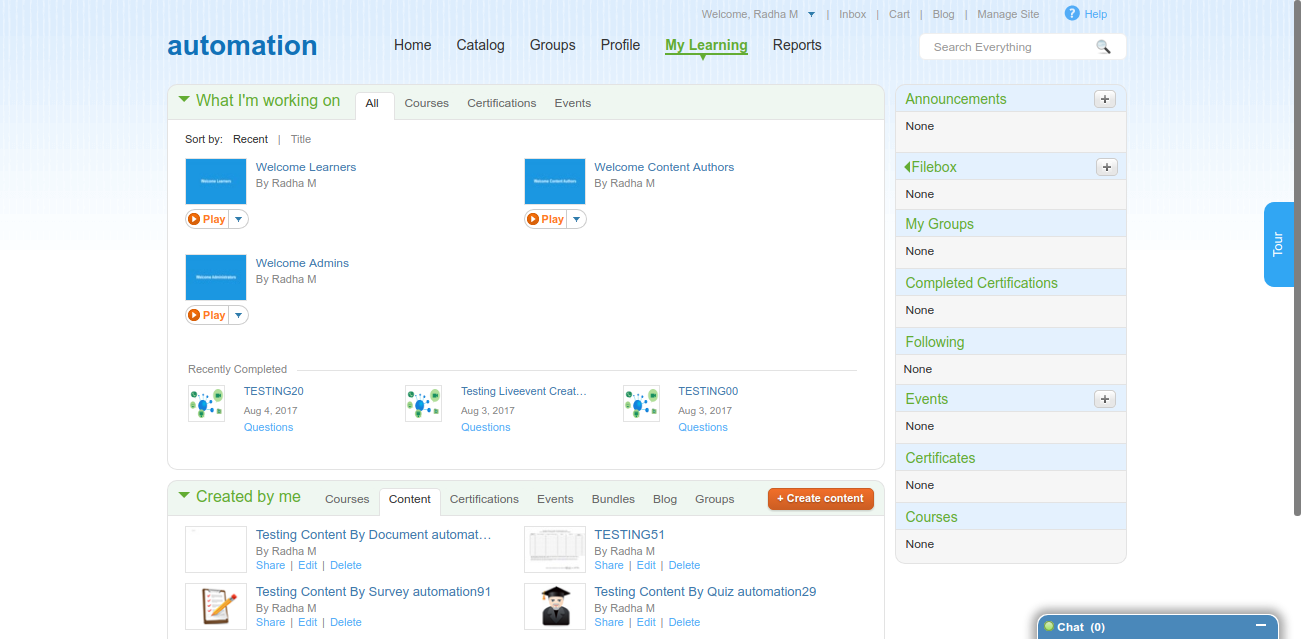 Welcome, Radha M | Inbox | Cart | Blog | Manage Site ? Help
automation
Home Catalog Groups Profile My Learning Reports
Search Everything
What I'm working on
All Courses Certifications Events
Sort by: Recent | Title
Welcome Learners
Welcome Learners
By Radha M
Play
Welcome Content Authors
Welcome Content Authors
By Radha M
Play
Welcome Administrators
Welcome Admins
By Radha M
Play
Recently Completed
TESTING20
Aug 4, 2017
Questions
Testing Liveevent Creat...
Aug 3, 2017
Questions
TESTING00
Aug 3, 2017
Questions
Created by me
Courses Content Certifications Events Bundles Blog Groups
+ Create content
Testing Content By Document automat...
By Radha M
Share | Edit | Delete
TESTING51
By Radha M
Share | Edit | Delete
Testing Content By Survey automation91
By Radha M
Share | Edit | Delete
Testing Content By Quiz automation29
By Radha M
Share | Edit | Delete
Announcements +
None
Filebox +
None
My Groups
None
Completed Certifications
None
Following
None
Events +
None
Certificates
None
Courses
None
Tour
Chat (0)